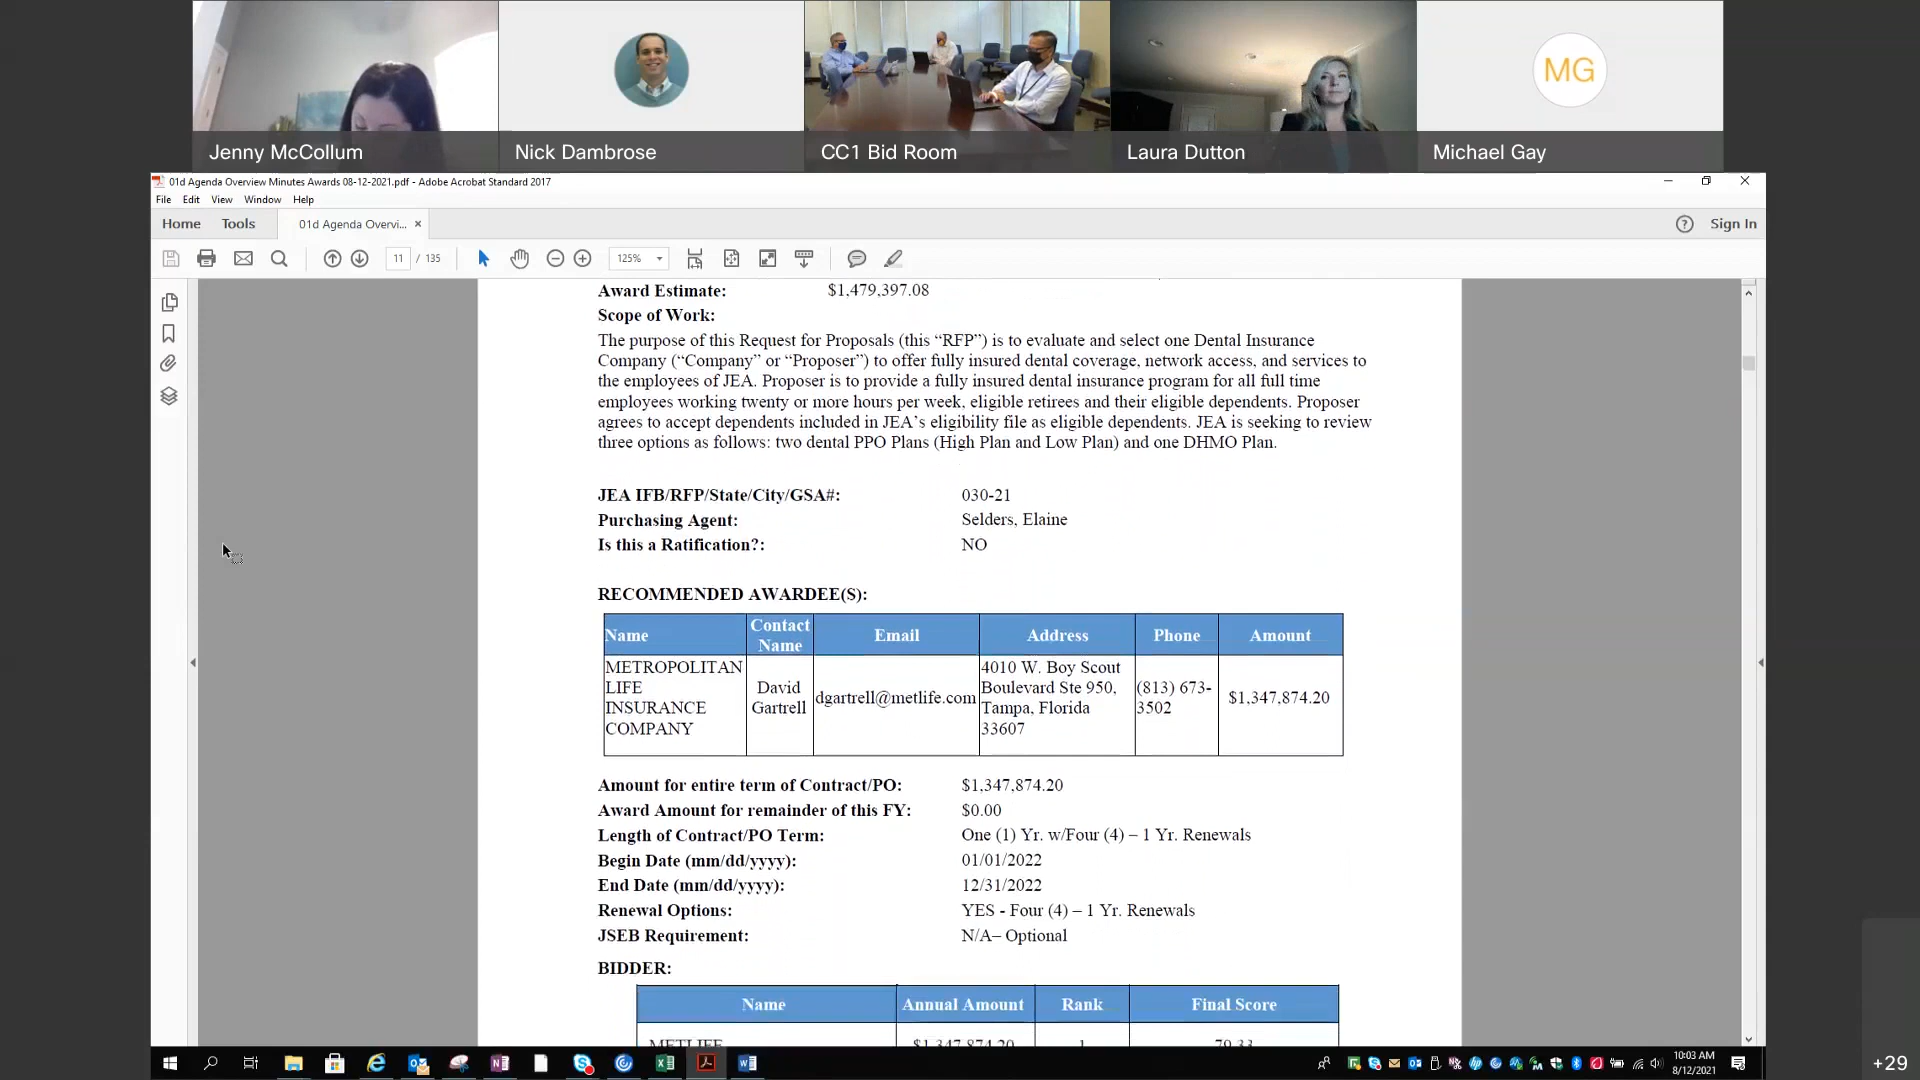 MG
Jenny McCollum
Nick Dambrose
CC1 Bid Room
Laura Dutton
Michael Gay
01d Agenda Overview Minutes Awards 08-12-2021.pdf - Adobe Acrobat Standard 2017
File Edit View Window Help
Home Tools 01d Agenda Overvi... × Sign In
11 / 135 125%
Award Estimate: $1,479,397.08
Scope of Work:
The purpose of this Request for Proposals (this “RFP”) is to evaluate and select one Dental Insurance
Company (“Company” or “Proposer”) to offer fully insured dental coverage, network access, and services to
the employees of JEA. Proposer is to provide a fully insured dental insurance program for all full time
employees working twenty or more hours per week, eligible retirees and their eligible dependents. Proposer
agrees to accept dependents included in JEA’s eligibility file as eligible dependents. JEA is seeking to review
three options as follows: two dental PPO Plans (High Plan and Low Plan) and one DHMO Plan.
JEA IFB/RFP/State/City/GSA#: 030-21
Purchasing Agent: Selders, Elaine
Is this a Ratification?: NO
RECOMMENDED AWARDEE(S):
Name Contact Name Email Address Phone Amount
METROPOLITAN LIFE INSURANCE COMPANY David Gartrell dgartrell@metlife.com 4010 W. Boy Scout Boulevard Ste 950, Tampa, Florida 33607 (813) 673-3502 $1,347,874.20
Amount for entire term of Contract/PO: $1,347,874.20
Award Amount for remainder of this FY: $0.00
Length of Contract/PO Term: One (1) Yr. w/Four (4) – 1 Yr. Renewals
Begin Date (mm/dd/yyyy): 01/01/2022
End Date (mm/dd/yyyy): 12/31/2022
Renewal Options: YES - Four (4) – 1 Yr. Renewals
JSEB Requirement: N/A– Optional
BIDDER:
Name Annual Amount Rank Final Score
METLIFE $1,347,874.20 1 79.33
10:03 AM
8/12/2021
+29